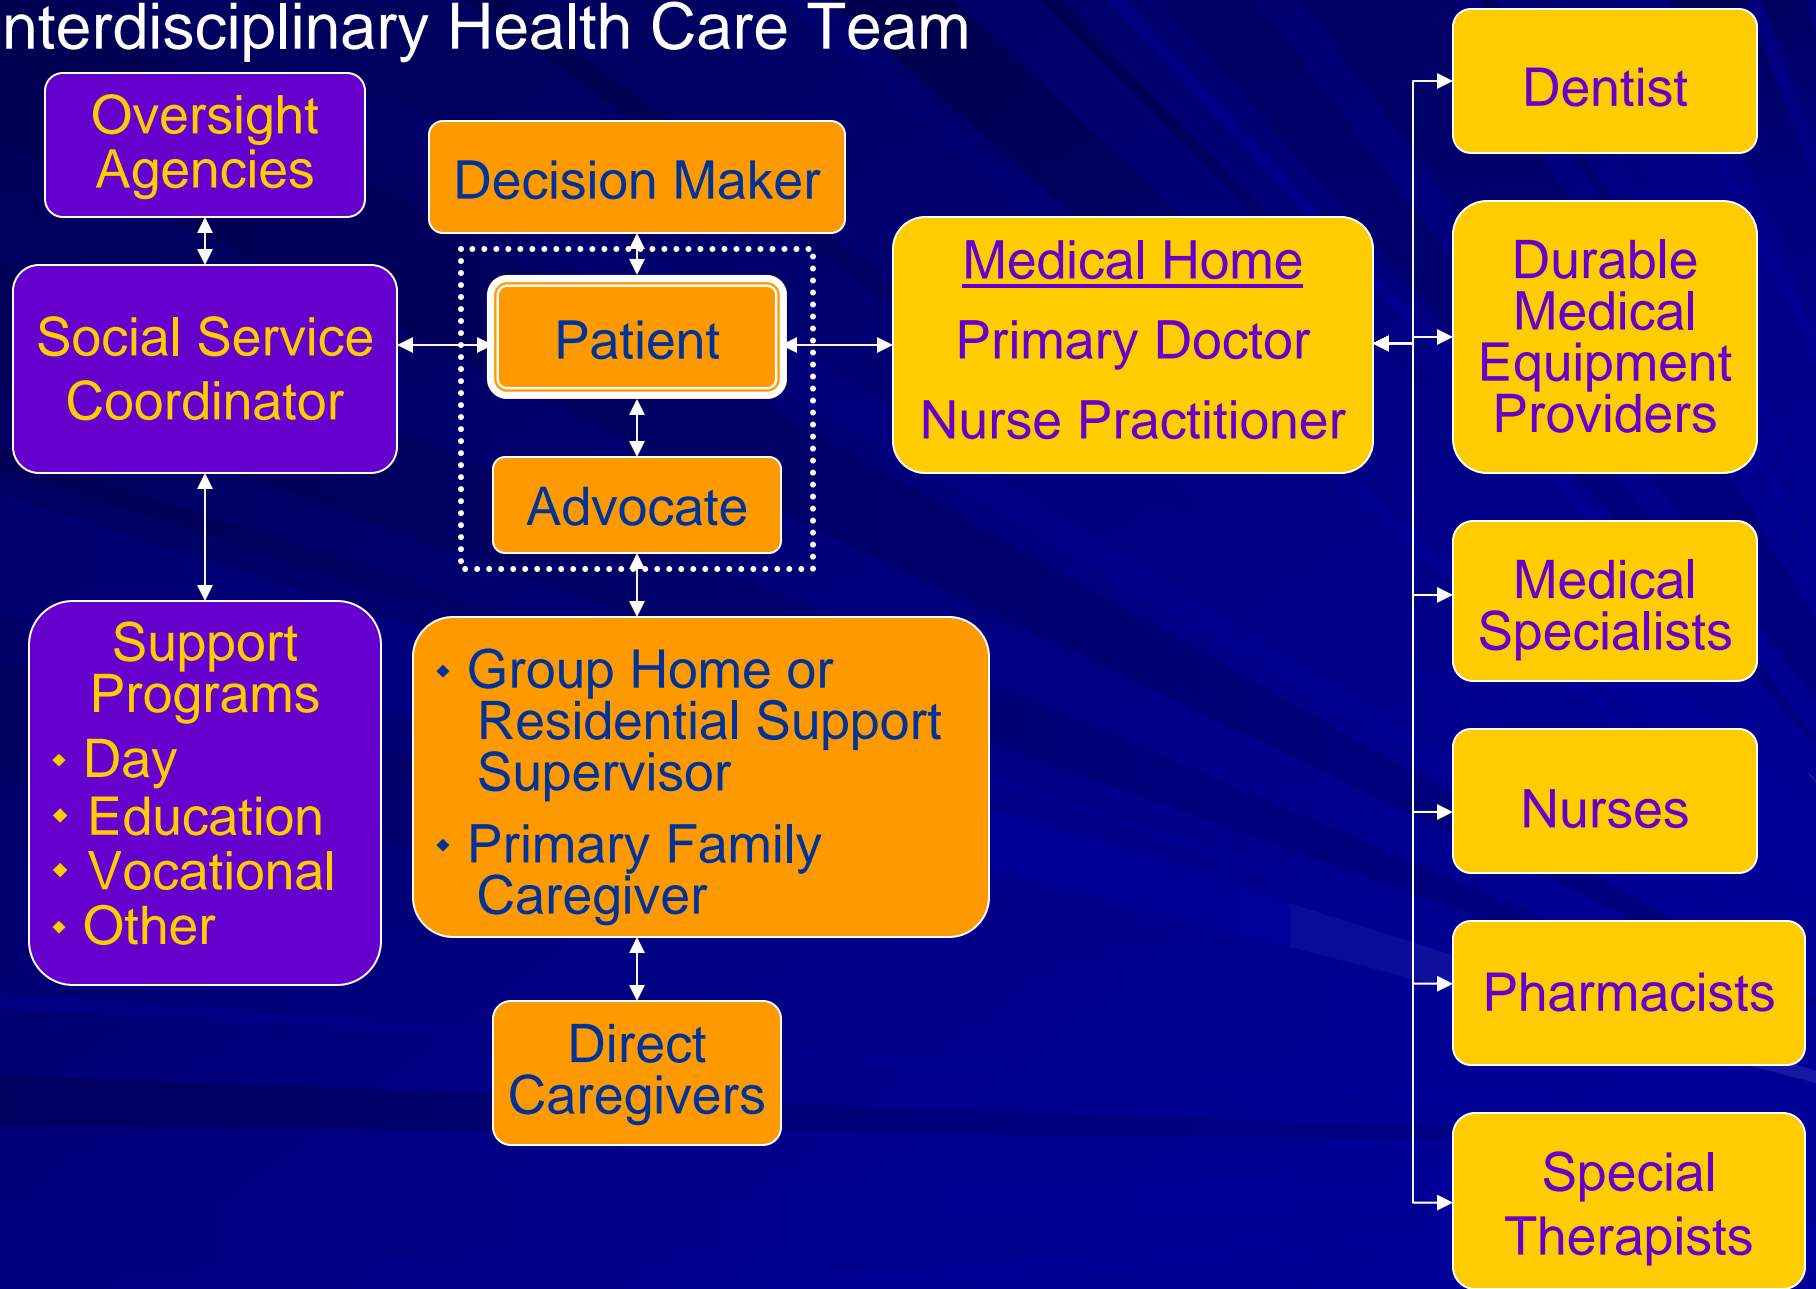 nterdisciplinary Health Care Team
Oversight
Agencies
Social Service
Coordinator
Support
Programs
⬩ Day
⬩ Education
⬩ Vocational
⬩ Other
Decision Maker
Patient
Advocate
⬩ Group Home or
Residential Support
Supervisor
⬩ Primary Family
Caregiver
Direct
Caregivers
Medical Home
Primary Doctor
Nurse Practitioner
Dentist
Durable
Medical
Equipment
Providers
Medical
Specialists
Nurses
Pharmacists
Special
Therapists